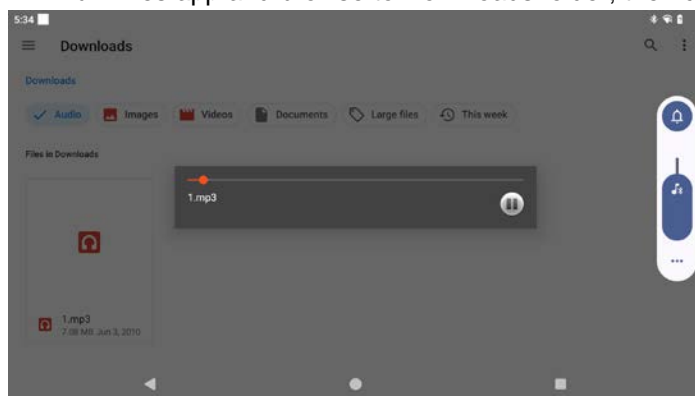 5:34
Downloads
Downloads
Audio Images Videos Documents Large files This week
Files in Downloads
1.mp3
1.mp3
7.08 MB Jun 3, 2010